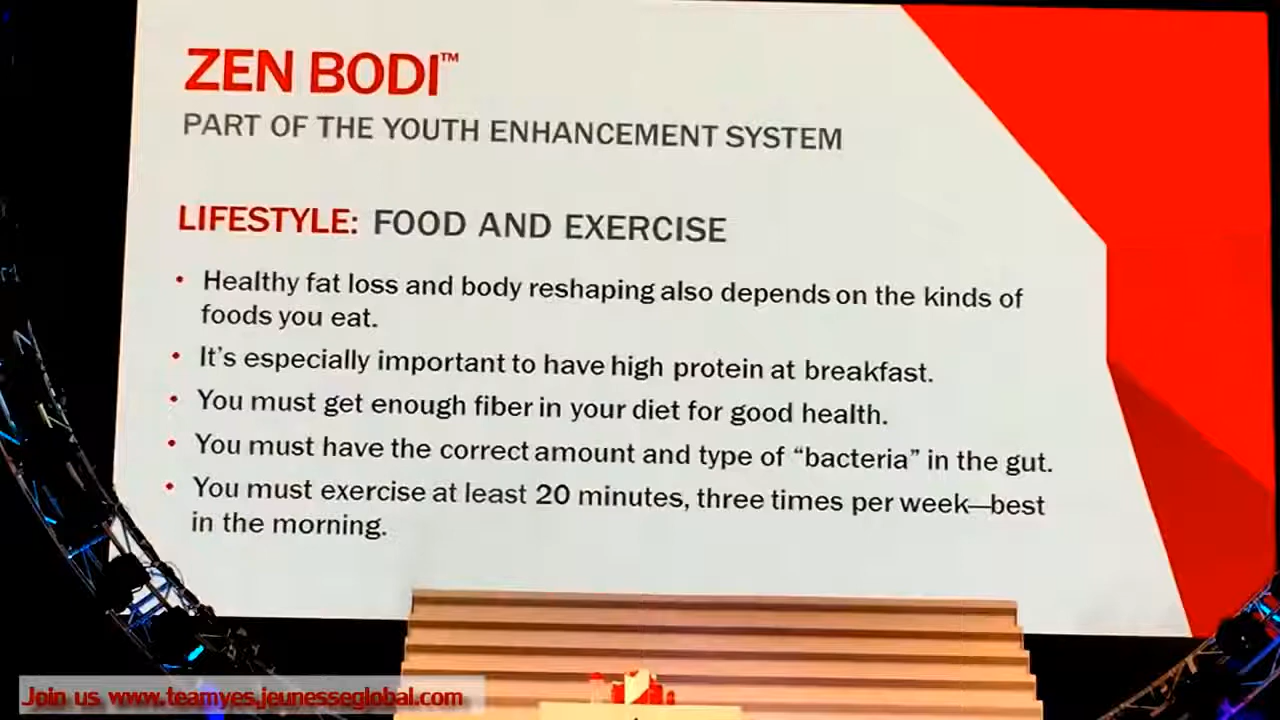 ZEN BODI™
PART OF THE YOUTH ENHANCEMENT SYSTEM
LIFESTYLE: FOOD AND EXERCISE
• Healthy fat loss and body reshaping also depends on the kinds of
foods you eat.
• It's especially important to have high protein at breakfast.
• You must get enough fiber in your diet for good health.
• You must have the correct amount and type of “bacteria” in the gut.
• You must exercise at least 20 minutes, three times per week—best
in the morning.
Join us www.teamyes.jeunesseglobal.com